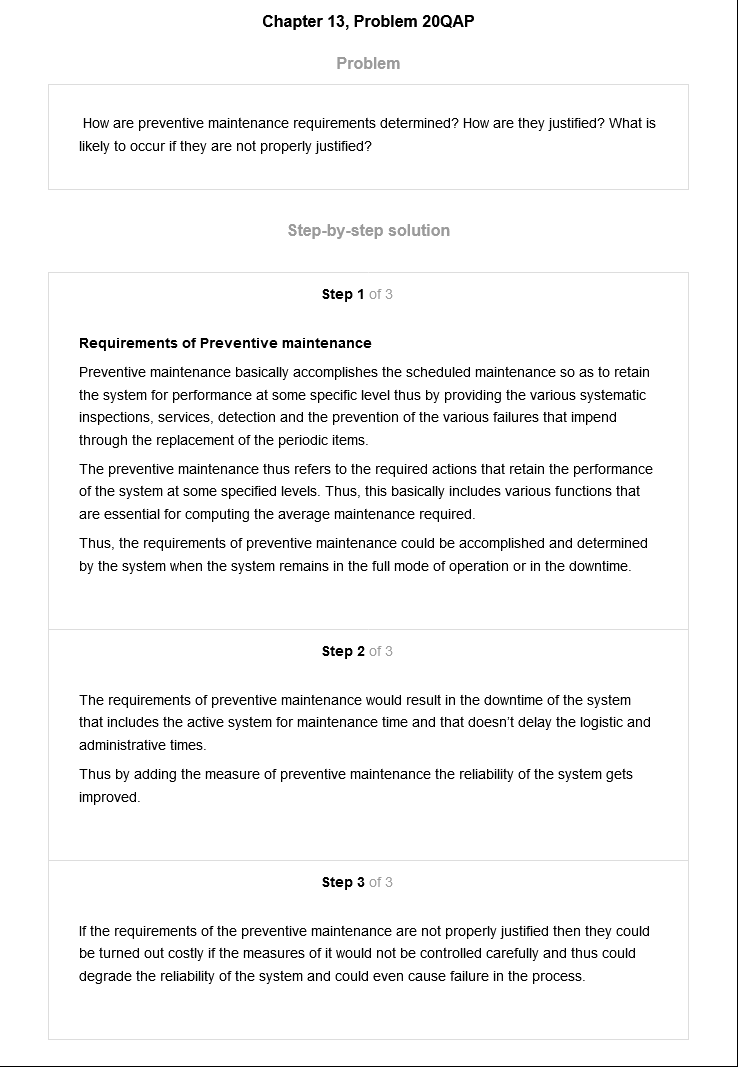 Chapter 13, Problem 20QAP
Problem
How are preventive maintenance requirements determined? How are they justified? What is
likely to occur if they are not properly justified?
Step-by-step solution
Step 1 of 3
Requirements of Preventive maintenance
Preventive maintenance basically accomplishes the scheduled maintenance so as to retain
the system for performance at some specific level thus by providing the various systematic
inspections, services, detection and the prevention of the various failures that impend
through the replacement of the periodic items.
The preventive maintenance thus refers to the required actions that retain the performance
of the system at some specified levels. Thus, this basically includes various functions that
are essential for computing the average maintenance required.
Thus, the requirements of preventive maintenance could be accomplished and determined
by the system when the system remains in the full mode of operation or in the downtime.
Step 2 of 3
The requirements of preventive maintenance would result in the downtime of the system
that includes the active system for maintenance time and that doesn't delay the logistic and
administrative times.
Thus by adding the measure of preventive maintenance the reliability of the system gets
improved.
Step 3 of 3
If the requirements of the preventive maintenance are not properly justified then they could
be turned out costly if the measures of it would not be controlled carefully and thus could
degrade the reliability of the system and could even cause failure in the process.